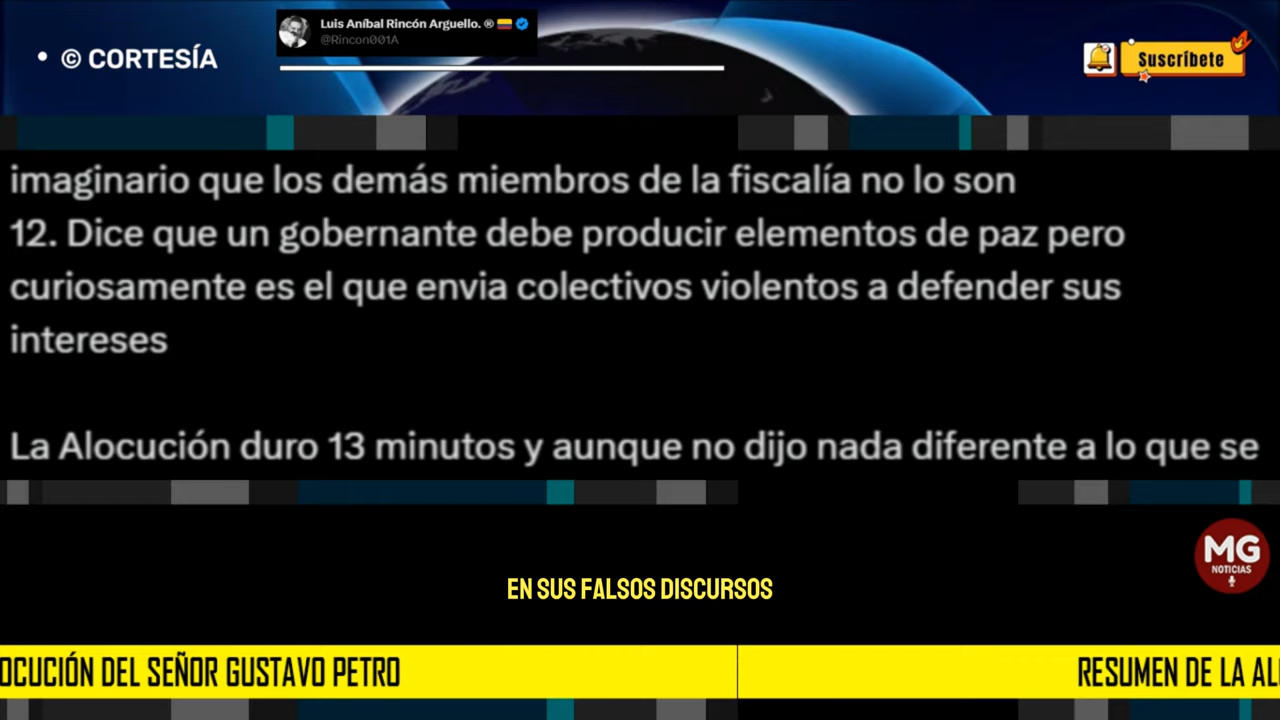 Luis Aníbal Rincón Arguello. ®
@Rincon001A
• © CORTESÍA
Suscríbete
imaginario que los demás miembros de la fiscalía no lo son
12. Dice que un gobernante debe producir elementos de paz pero
curiosamente es el que envia colectivos violentos a defender sus
intereses
La Alocución duro 13 minutos y aunque no dijo nada diferente a lo que se
MG
NOTICIAS
EN SUS FALSOS DISCURSOS
OCUCIÓN DEL SEÑOR GUSTAVO PETRO
RESUMEN DE LA AL